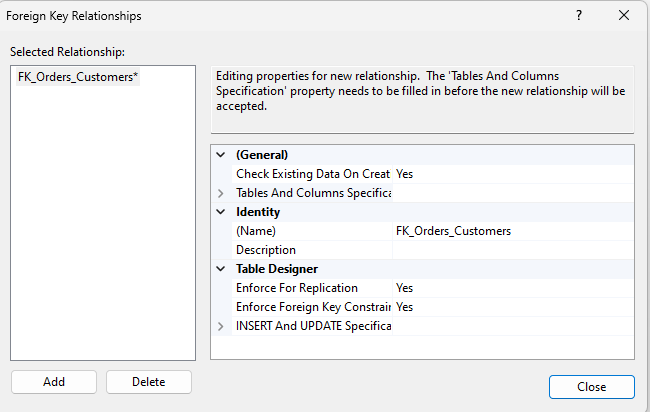 Foreign Key Relationships
?
Selected Relationship:
FK_Orders_Customers*
Editing properties for new relationship. The 'Tables And Columns
Specification' property needs to be filled in before the new relationship will be
accepted.
(General)
Check Existing Data On Creat Yes
Tables And Columns Specifica
Identity
(Name) FK_Orders_Customers
Description
Table Designer
Enforce For Replication Yes
Enforce Foreign Key Constrain Yes
INSERT And UPDATE Specifica
Add Delete
Close